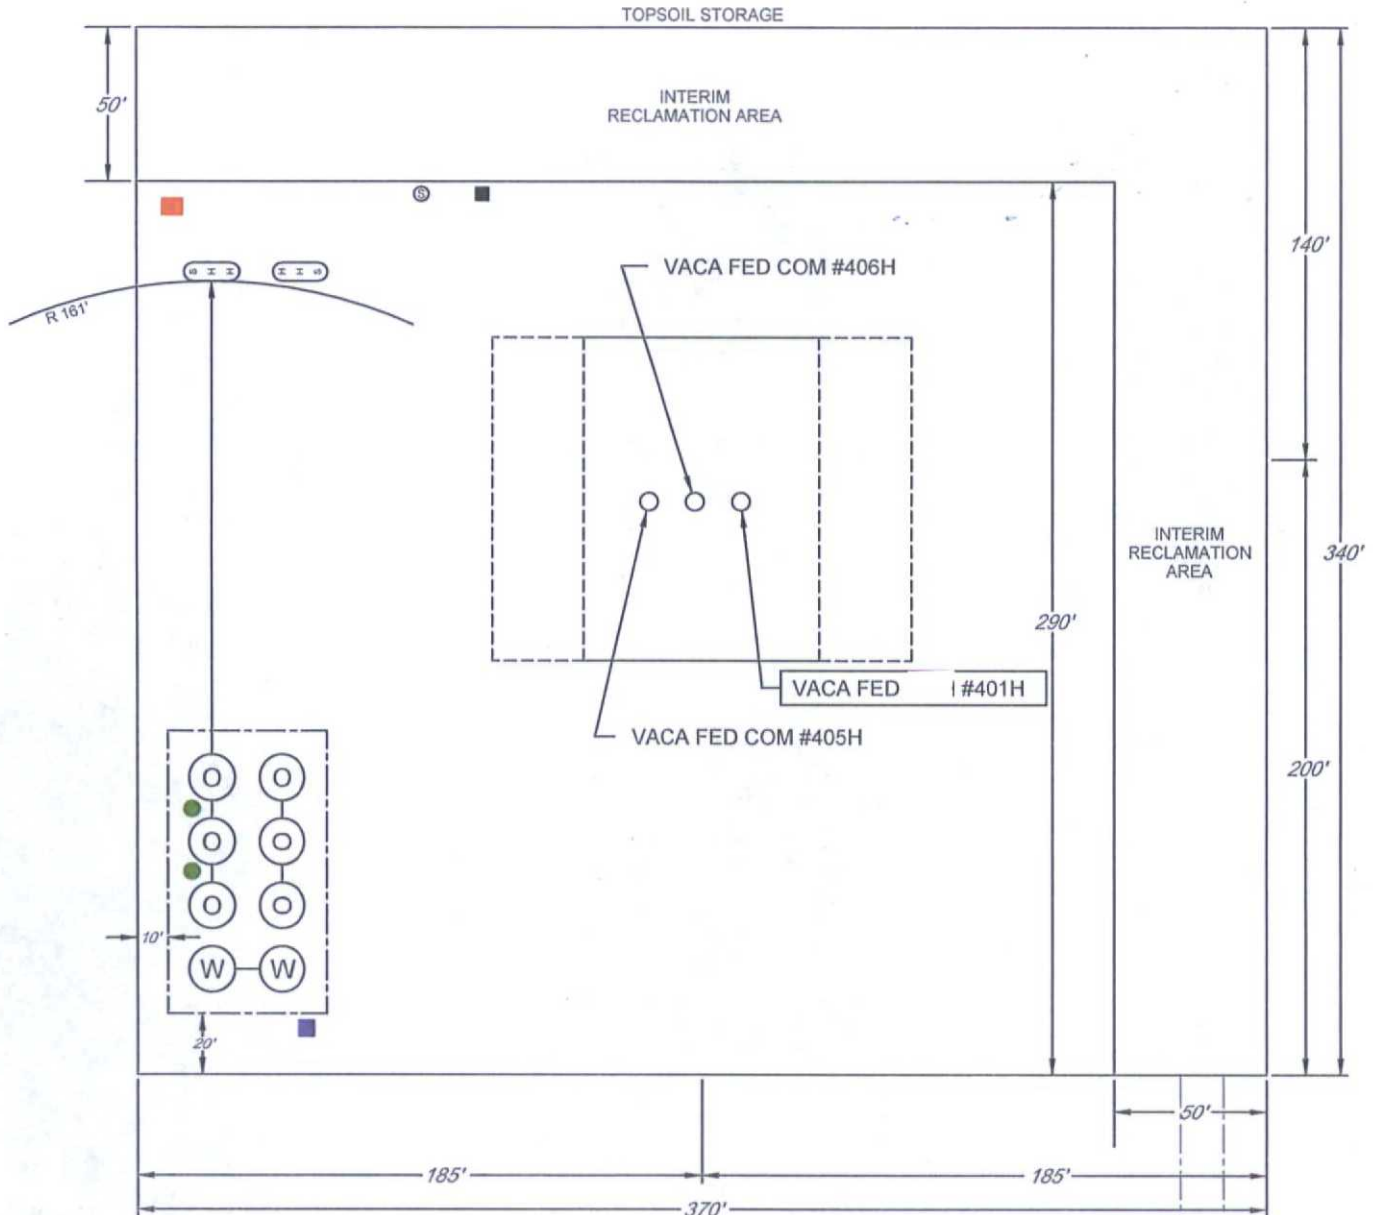 TOPSOIL STORAGE
50'
INTERIM
RECLAMATION AREA
S
R 161'
S H H
H H S
VACA FED COM #406H
140'
INTERIM
RECLAMATION
AREA
340'
290'
VACA FED #401H
VACA FED COM #405H
200'
O O
O O
O O
10'
W W
20'
50'
185'
185'
370'